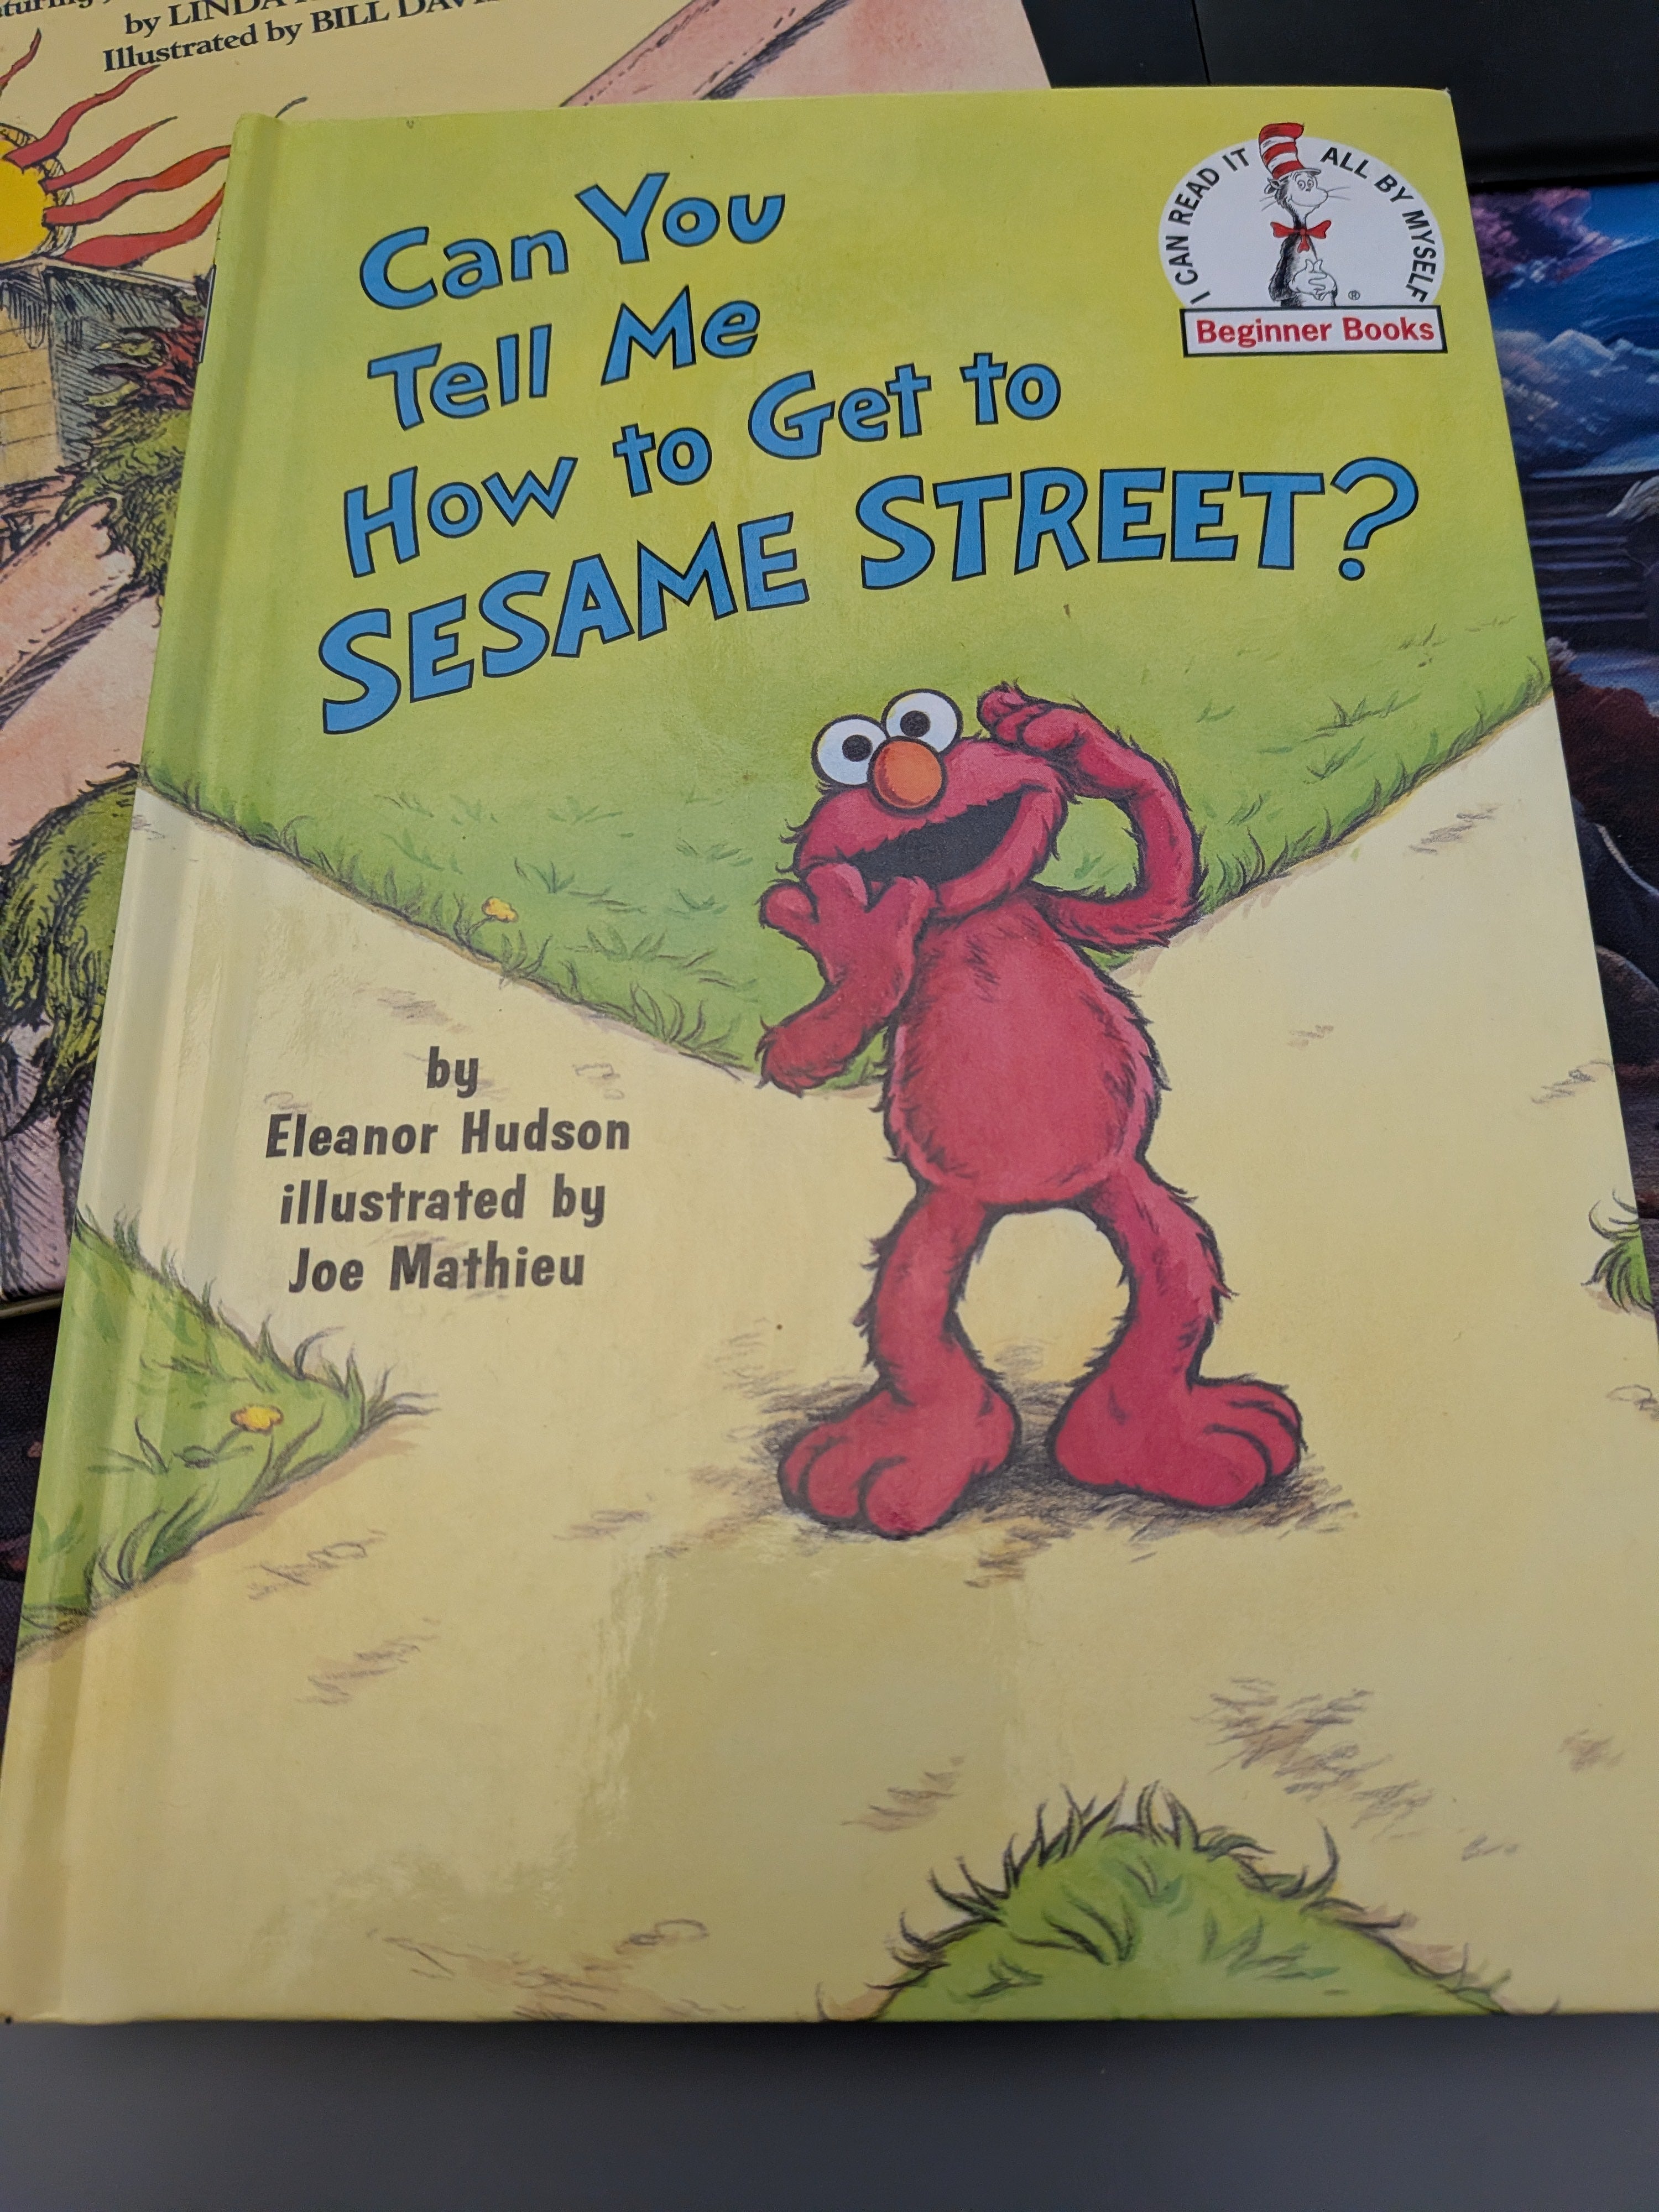 by LINDA
Illustrated by BILL
Can You
Tell Me
How to Get to
SESAME STREET?
I CAN READ IT ALL BY MYSELF
®
Beginner Books
by
Eleanor Hudson
illustrated by
Joe Mathieu